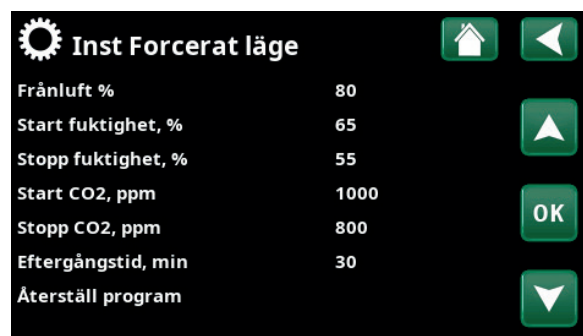 Inst Forcerat läge
Frånluft % 80
Start fuktighet, % 65
Stopp fuktighet, % 55
Start CO2, ppm 1000
Stopp CO2, ppm 800
OK
Eftergångstid, min 30
Återställ program